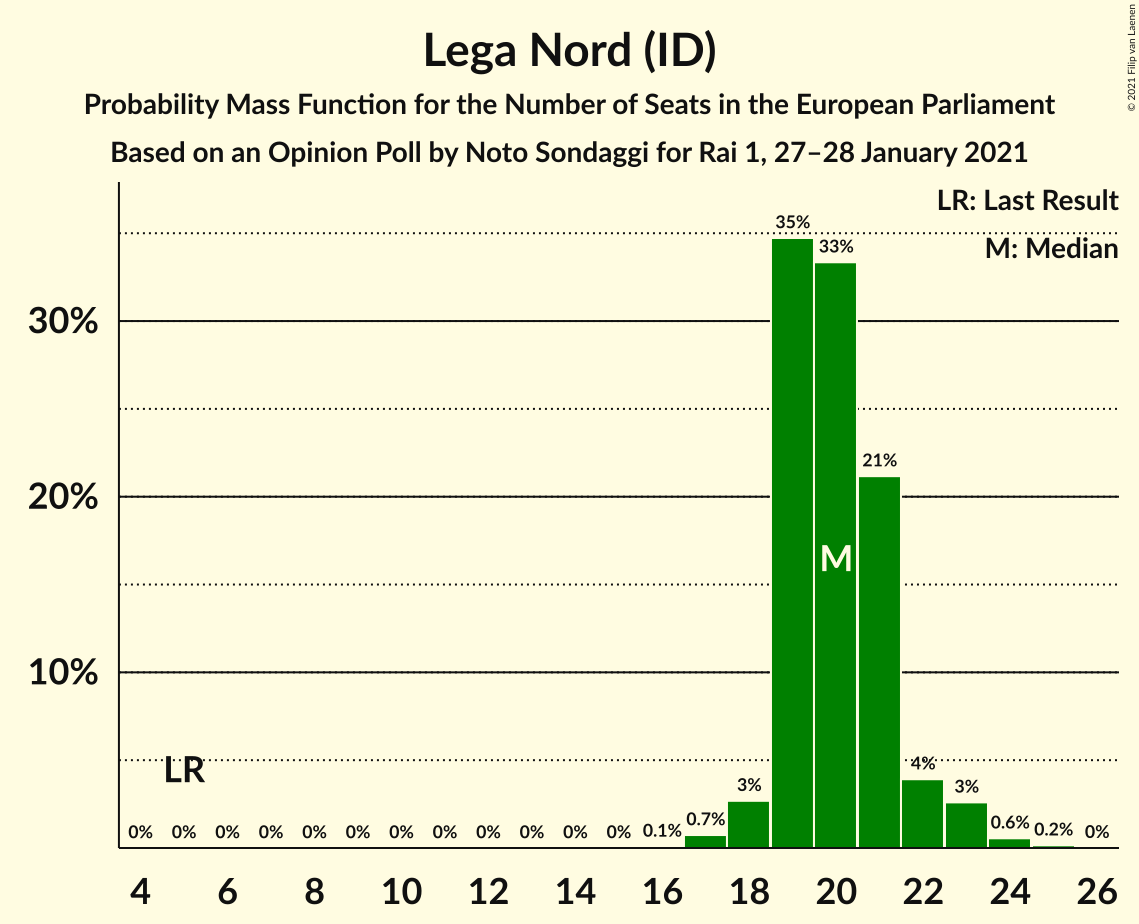 Lega Nord (ID)
Probability Mass Function for the Number of Seats in the European Parliament
Based on an Opinion Poll by Noto Sondaggi for Rai 1, 27–28 January 2021
© 2021 Filip van Laenen
LR: Last Result
M: Median
30%
20%
10%
LR
M
0% 0% 0% 0% 0% 0% 0% 0% 0% 0% 0% 0% 0.1% 0.7% 3% 35% 33% 21% 4% 3% 0.6% 0.2% 0%
4 6 8 10 12 14 16 18 20 22 24 26